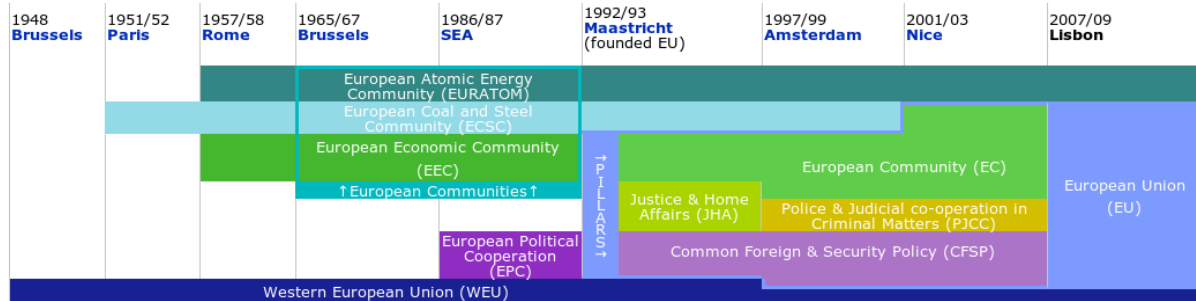 1948
Brussels
1951/52
Paris
1957/58
Rome
1965/67
Brussels
1986/87
SEA
1992/93
Maastricht
(founded EU)
1997/99
Amsterdam
2001/03
Nice
2007/09
Lisbon
European Atomic Energy
Community (EURATOM)
European Coal and Steel
Community (ECSC)
European Economic Community
(EEC)
↑European Communities↑
European Political
Cooperation
(EPC)
↑PILLARS↓
European Community (EC)
Justice & Home
Affairs (JHA)
Police & Judicial co-operation in
Criminal Matters (PJCC)
Common Foreign & Security Policy (CFSP)
European Union
(EU)
Western European Union (WEU)